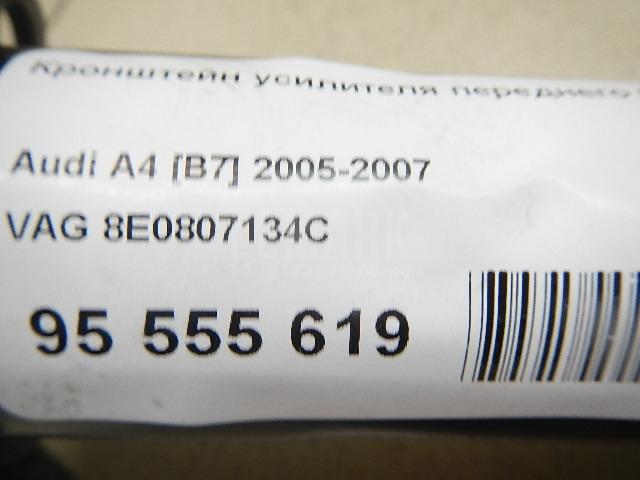 Кронштейн усилителя переднего
Audi A4 [B7] 2005-2007
VAG 8E0807134C
95 555 619